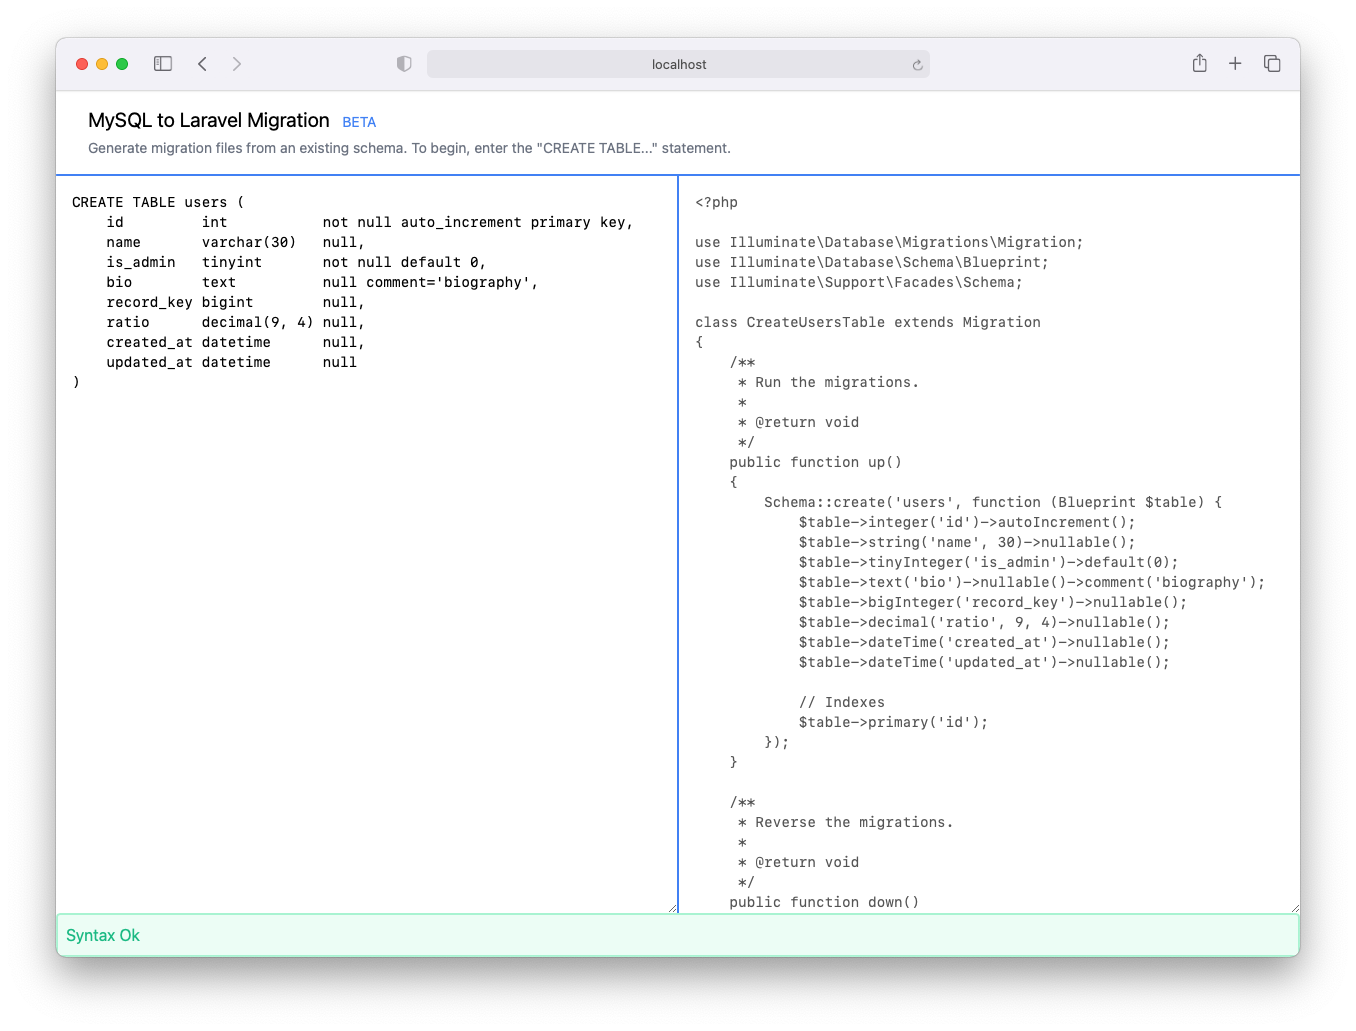 localhost
MySQL to Laravel Migration BETA
Generate migration files from an existing schema. To begin, enter the "CREATE TABLE..." statement.
CREATE TABLE users (
    id         int           not null auto_increment primary key,
    name       varchar(30)   null,
    is_admin   tinyint       not null default 0,
    bio        text          null comment='biography',
    record_key bigint        null,
    ratio      decimal(9, 4) null,
    created_at datetime      null,
    updated_at datetime      null
)
<?php

use Illuminate\Database\Migrations\Migration;
use Illuminate\Database\Schema\Blueprint;
use Illuminate\Support\Facades\Schema;

class CreateUsersTable extends Migration
{
    /**
     * Run the migrations.
     *
     * @return void
     */
    public function up()
    {
        Schema::create('users', function (Blueprint $table) {
            $table->integer('id')->autoIncrement();
            $table->string('name', 30)->nullable();
            $table->tinyInteger('is_admin')->default(0);
            $table->text('bio')->nullable()->comment('biography');
            $table->bigInteger('record_key')->nullable();
            $table->decimal('ratio', 9, 4)->nullable();
            $table->dateTime('created_at')->nullable();
            $table->dateTime('updated_at')->nullable();

            // Indexes
            $table->primary('id');
        });
    }

    /**
     * Reverse the migrations.
     *
     * @return void
     */
    public function down()
Syntax Ok